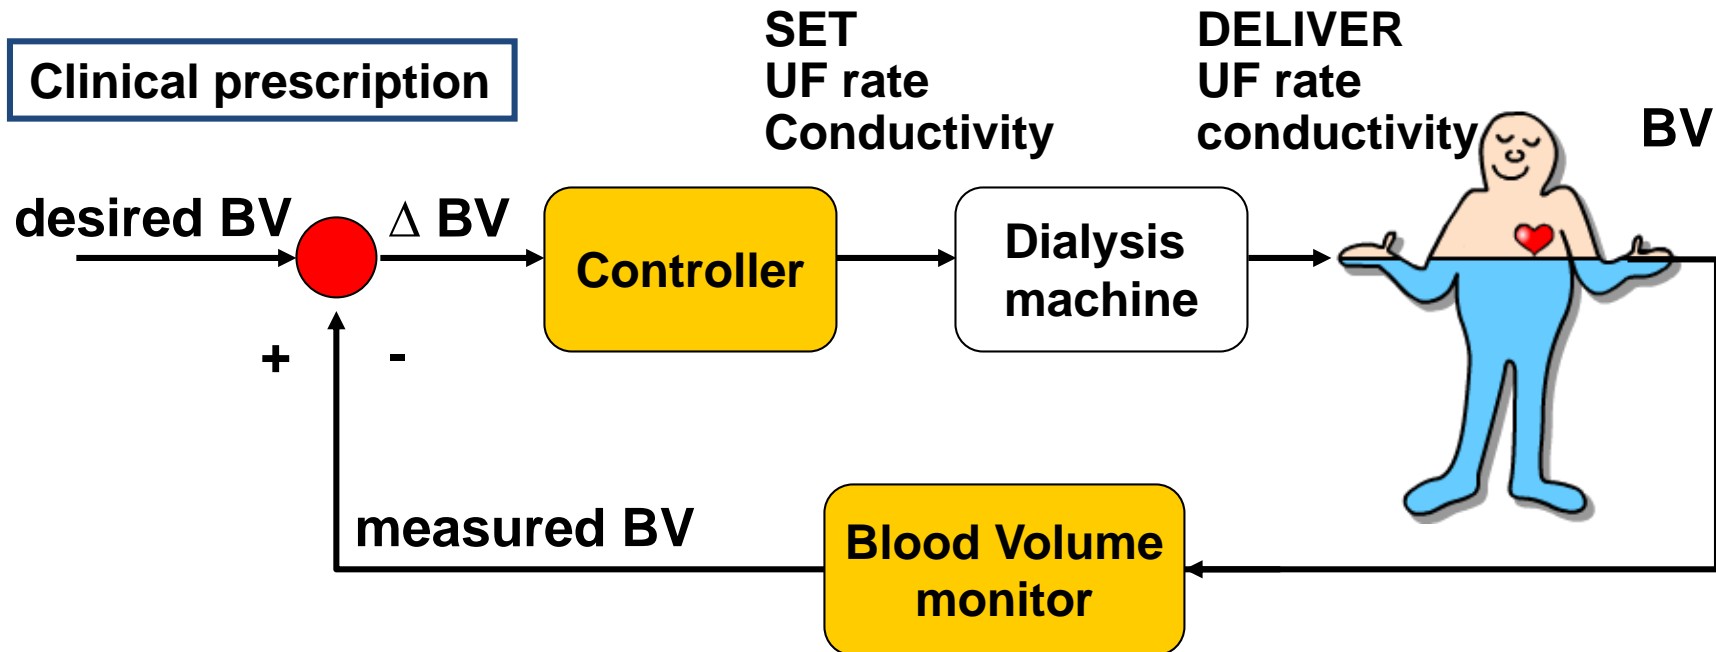 Clinical prescription
SET
UF rate
Conductivity
DELIVER
UF rate
conductivity
BV
desired BV
Δ BV
Controller
Dialysis
machine
+
-
measured BV
Blood Volume
monitor